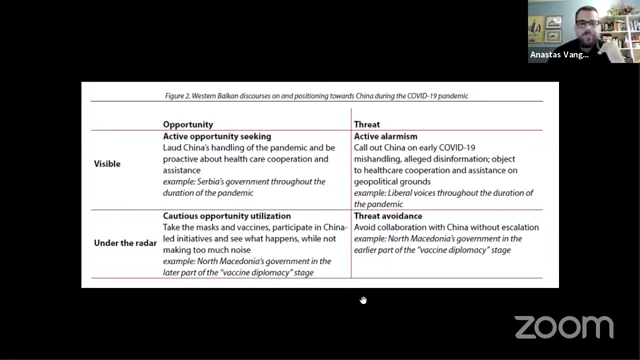 Anastas Vang...
Figure 2. Western Balkan discourses on and positioning towards China during the COVID-19 pandemic
Opportunity
Threat
Visible
Active opportunity seeking
Laud China's handling of the pandemic and be
proactive about health care cooperation and
assistance
example: Serbia's government throughout the
duration of the pandemic
Active alarmism
Call out China on early COVID-19
mishandling, alleged disinformation; object
to healthcare cooperation and assistance on
geopolitical grounds
example: Liberal voices throughout the duration of
the pandemic
Under the radar
Cautious opportunity utilization
Take the masks and vaccines, participate in China-
led initiatives and see what happens, while not
making too much noise
example: North Macedonia's government in the
later part of the "vaccine diplomacy" stage
Threat avoidance
Avoid collaboration with China without escalation
example: North Macedonia's government in the
earlier part of the "vaccine diplomacy" stage
zoom